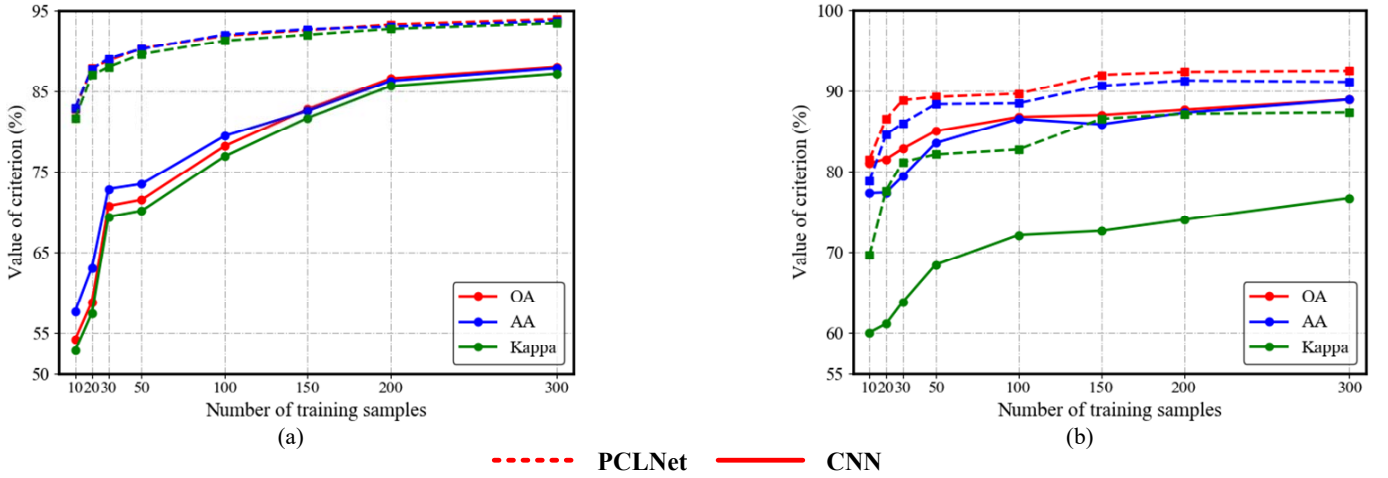 95
85
75
65
55
50
Value of criterion (%)
OA
AA
Kappa
10 20 30 50 100 150 200 300
Number of training samples
(a)
100
90
80
70
60
55
Value of criterion (%)
OA
AA
Kappa
10 20 30 50 100 150 200 300
Number of training samples
(b)
PCLNet CNN